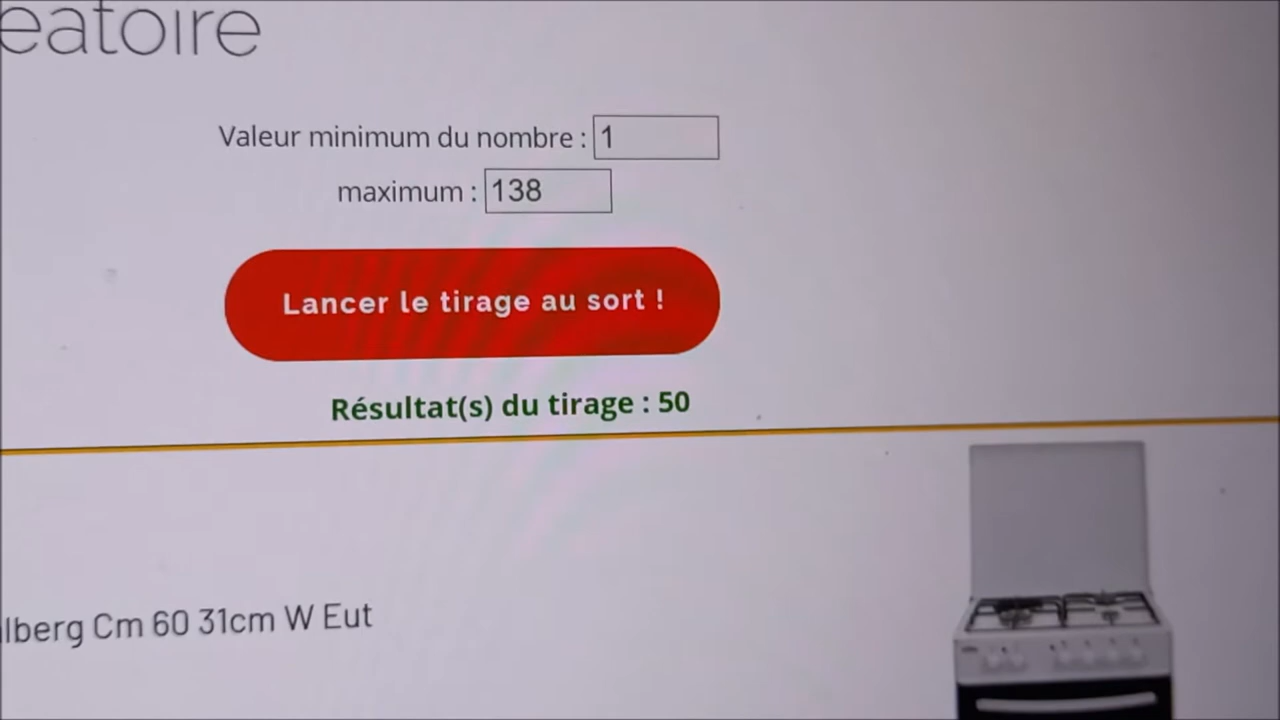 eatoire
Valeur minimum du nombre : 1
maximum : 138
Lancer le tirage au sort !
Résultat(s) du tirage : 50
lberg Cm 60 31cm W Eut